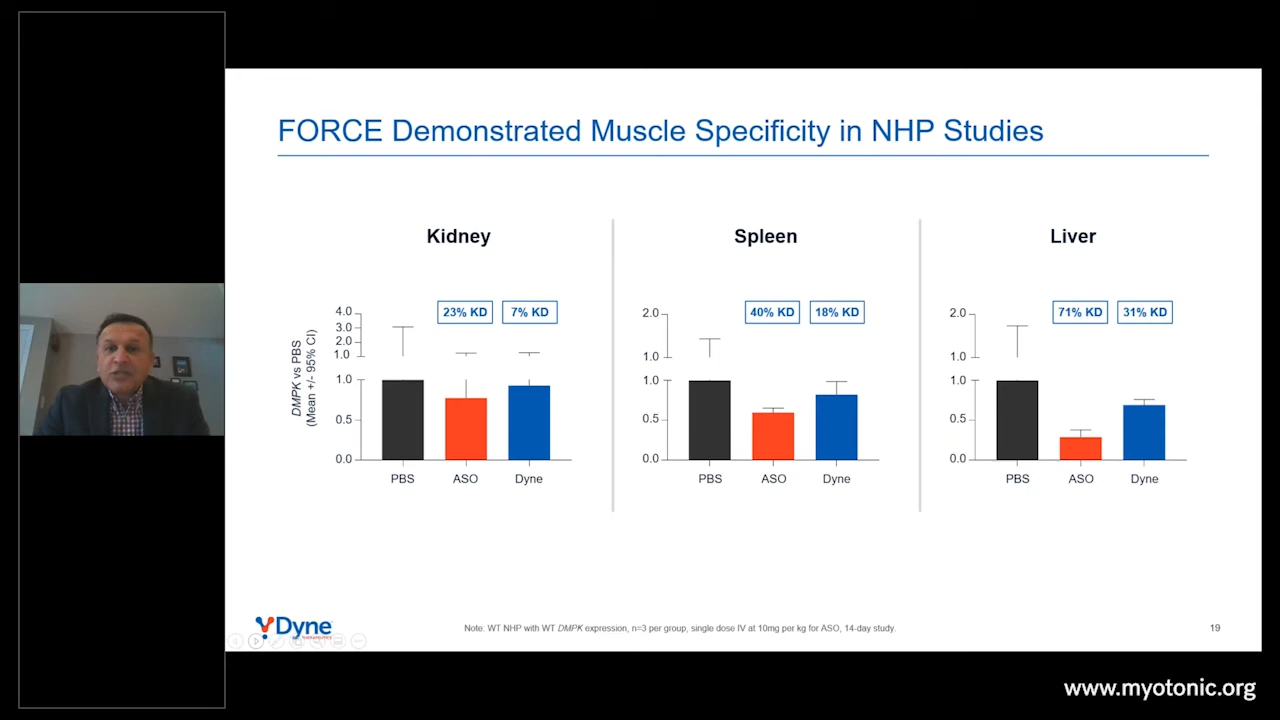 FORCE Demonstrated Muscle Specificity in NHP Studies
Kidney
Spleen
Liver
DMPK vs PBS
(Mean +/- 95% CI)
4.0
3.0
2.0
1.0
1.0
0.5
0.0
23% KD
7% KD
PBS
ASO
Dyne
2.0
1.0
1.0
0.5
0.0
40% KD
18% KD
PBS
ASO
Dyne
2.0
1.0
1.0
0.5
0.0
71% KD
31% KD
PBS
ASO
Dyne
Dyne
THERAPEUTICS
Note: WT NHP with WT DMPK expression, n=3 per group, single dose IV at 10mg per kg for ASO, 14-day study.
19
www.myotonic.org